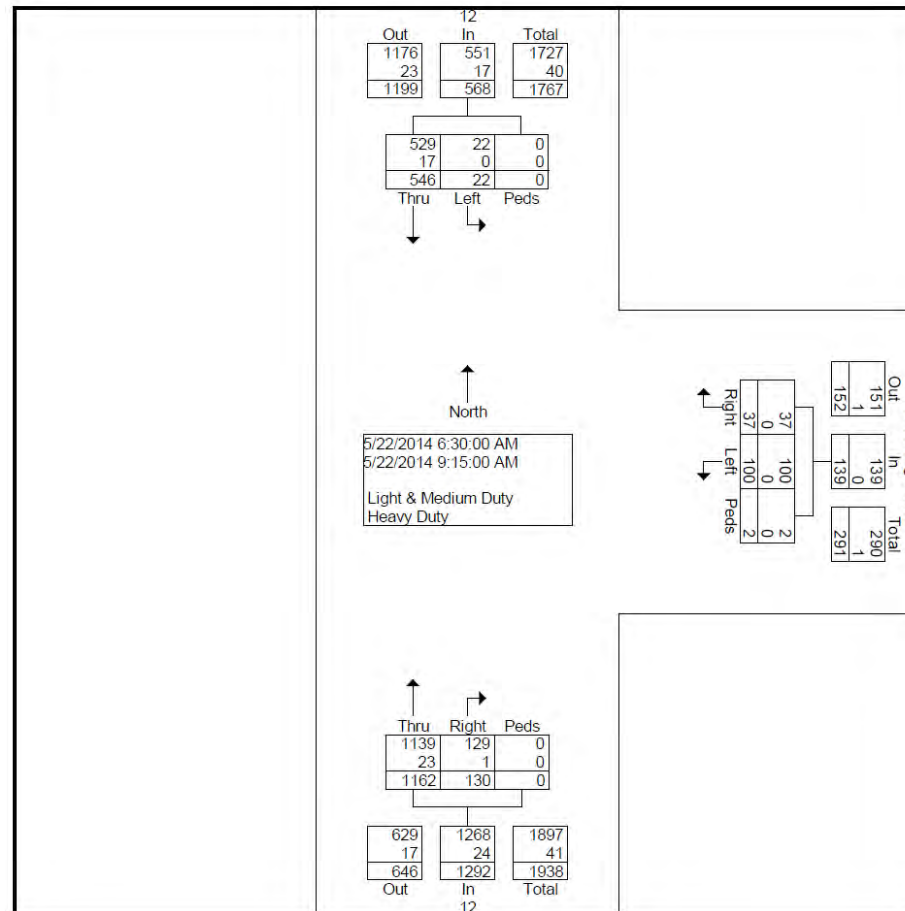 12
Out In Total
1176 551 1727
23 17 40
1199 568 1767
529 22 0
17 0 0
546 22 0
Thru Left Peds
North
5/22/2014 6:30:00 AM
5/22/2014 9:15:00 AM
Light & Medium Duty
Heavy Duty
Out In Total
151 139 290
1 0 1
152 139 291
37 100 2
0 0 0
37 100 2
Right Left Peds
Thru Right Peds
1139 129 0
23 1 0
1162 130 0
629 1268 1897
17 24 41
646 1292 1938
Out In Total
12